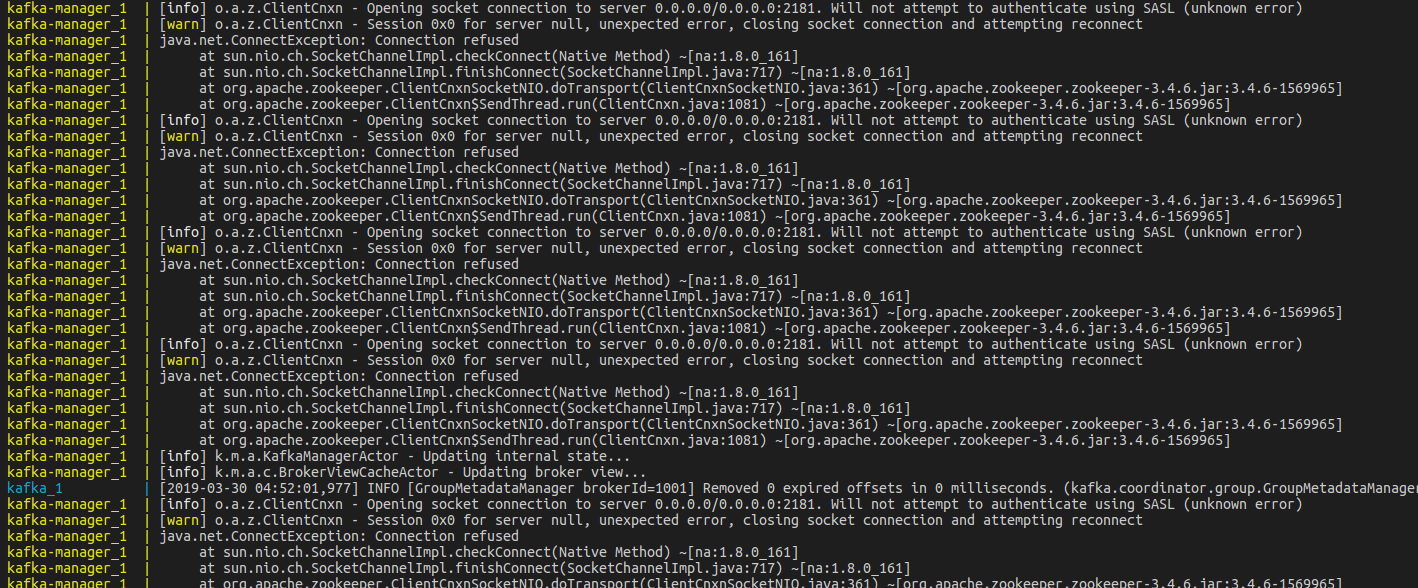 kafka-manager_1 | [info] o.a.z.ClientCnxn - Opening socket connection to server 0.0.0.0/0.0.0.0:2181. Will not attempt to authenticate using SASL (unknown error)
kafka-manager_1 | [warn] o.a.z.ClientCnxn - Session 0x0 for server null, unexpected error, closing socket connection and attempting reconnect
kafka-manager_1 | java.net.ConnectException: Connection refused
kafka-manager_1 | at sun.nio.ch.SocketChannelImpl.checkConnect(Native Method) ~[na:1.8.0_161]
kafka-manager_1 | at sun.nio.ch.SocketChannelImpl.finishConnect(SocketChannelImpl.java:717) ~[na:1.8.0_161]
kafka-manager_1 | at org.apache.zookeeper.ClientCnxnSocketNIO.doTransport(ClientCnxnSocketNIO.java:361) ~[org.apache.zookeeper.zookeeper-3.4.6.jar:3.4.6-1569965]
kafka-manager_1 | at org.apache.zookeeper.ClientCnxn$SendThread.run(ClientCnxn.java:1081) ~[org.apache.zookeeper.zookeeper-3.4.6.jar:3.4.6-1569965]
kafka-manager_1 | [info] o.a.z.ClientCnxn - Opening socket connection to server 0.0.0.0/0.0.0.0:2181. Will not attempt to authenticate using SASL (unknown error)
kafka-manager_1 | [warn] o.a.z.ClientCnxn - Session 0x0 for server null, unexpected error, closing socket connection and attempting reconnect
kafka-manager_1 | java.net.ConnectException: Connection refused
kafka-manager_1 | at sun.nio.ch.SocketChannelImpl.checkConnect(Native Method) ~[na:1.8.0_161]
kafka-manager_1 | at sun.nio.ch.SocketChannelImpl.finishConnect(SocketChannelImpl.java:717) ~[na:1.8.0_161]
kafka-manager_1 | at org.apache.zookeeper.ClientCnxnSocketNIO.doTransport(ClientCnxnSocketNIO.java:361) ~[org.apache.zookeeper.zookeeper-3.4.6.jar:3.4.6-1569965]
kafka-manager_1 | at org.apache.zookeeper.ClientCnxn$SendThread.run(ClientCnxn.java:1081) ~[org.apache.zookeeper.zookeeper-3.4.6.jar:3.4.6-1569965]
kafka-manager_1 | [info] o.a.z.ClientCnxn - Opening socket connection to server 0.0.0.0/0.0.0.0:2181. Will not attempt to authenticate using SASL (unknown error)
kafka-manager_1 | [warn] o.a.z.ClientCnxn - Session 0x0 for server null, unexpected error, closing socket connection and attempting reconnect
kafka-manager_1 | java.net.ConnectException: Connection refused
kafka-manager_1 | at sun.nio.ch.SocketChannelImpl.checkConnect(Native Method) ~[na:1.8.0_161]
kafka-manager_1 | at sun.nio.ch.SocketChannelImpl.finishConnect(SocketChannelImpl.java:717) ~[na:1.8.0_161]
kafka-manager_1 | at org.apache.zookeeper.ClientCnxnSocketNIO.doTransport(ClientCnxnSocketNIO.java:361) ~[org.apache.zookeeper.zookeeper-3.4.6.jar:3.4.6-1569965]
kafka-manager_1 | at org.apache.zookeeper.ClientCnxn$SendThread.run(ClientCnxn.java:1081) ~[org.apache.zookeeper.zookeeper-3.4.6.jar:3.4.6-1569965]
kafka-manager_1 | [info] o.a.z.ClientCnxn - Opening socket connection to server 0.0.0.0/0.0.0.0:2181. Will not attempt to authenticate using SASL (unknown error)
kafka-manager_1 | [warn] o.a.z.ClientCnxn - Session 0x0 for server null, unexpected error, closing socket connection and attempting reconnect
kafka-manager_1 | java.net.ConnectException: Connection refused
kafka-manager_1 | at sun.nio.ch.SocketChannelImpl.checkConnect(Native Method) ~[na:1.8.0_161]
kafka-manager_1 | at sun.nio.ch.SocketChannelImpl.finishConnect(SocketChannelImpl.java:717) ~[na:1.8.0_161]
kafka-manager_1 | at org.apache.zookeeper.ClientCnxnSocketNIO.doTransport(ClientCnxnSocketNIO.java:361) ~[org.apache.zookeeper.zookeeper-3.4.6.jar:3.4.6-1569965]
kafka-manager_1 | at org.apache.zookeeper.ClientCnxn$SendThread.run(ClientCnxn.java:1081) ~[org.apache.zookeeper.zookeeper-3.4.6.jar:3.4.6-1569965]
kafka-manager_1 | [info] k.m.a.KafkaManagerActor - Updating internal state...
kafka-manager_1 | [info] k.m.a.c.BrokerViewCacheActor - Updating broker view...
kafka_1 | [2019-03-30 04:52:01,977] INFO [GroupMetadataManager brokerId=1001] Removed 0 expired offsets in 0 milliseconds. (kafka.coordinator.group.GroupMetadataManager
kafka-manager_1 | [info] o.a.z.ClientCnxn - Opening socket connection to server 0.0.0.0/0.0.0.0:2181. Will not attempt to authenticate using SASL (unknown error)
kafka-manager_1 | [warn] o.a.z.ClientCnxn - Session 0x0 for server null, unexpected error, closing socket connection and attempting reconnect
kafka-manager_1 | java.net.ConnectException: Connection refused
kafka-manager_1 | at sun.nio.ch.SocketChannelImpl.checkConnect(Native Method) ~[na:1.8.0_161]
kafka-manager_1 | at sun.nio.ch.SocketChannelImpl.finishConnect(SocketChannelImpl.java:717) ~[na:1.8.0_161]
kafka-manager_1 | at org.apache.zookeeper.ClientCnxnSocketNIO.doTransport(ClientCnxnSocketNIO.java:361) ~[org.apache.zookeeper.zookeeper-3.4.6.jar:3.4.6-1569965]